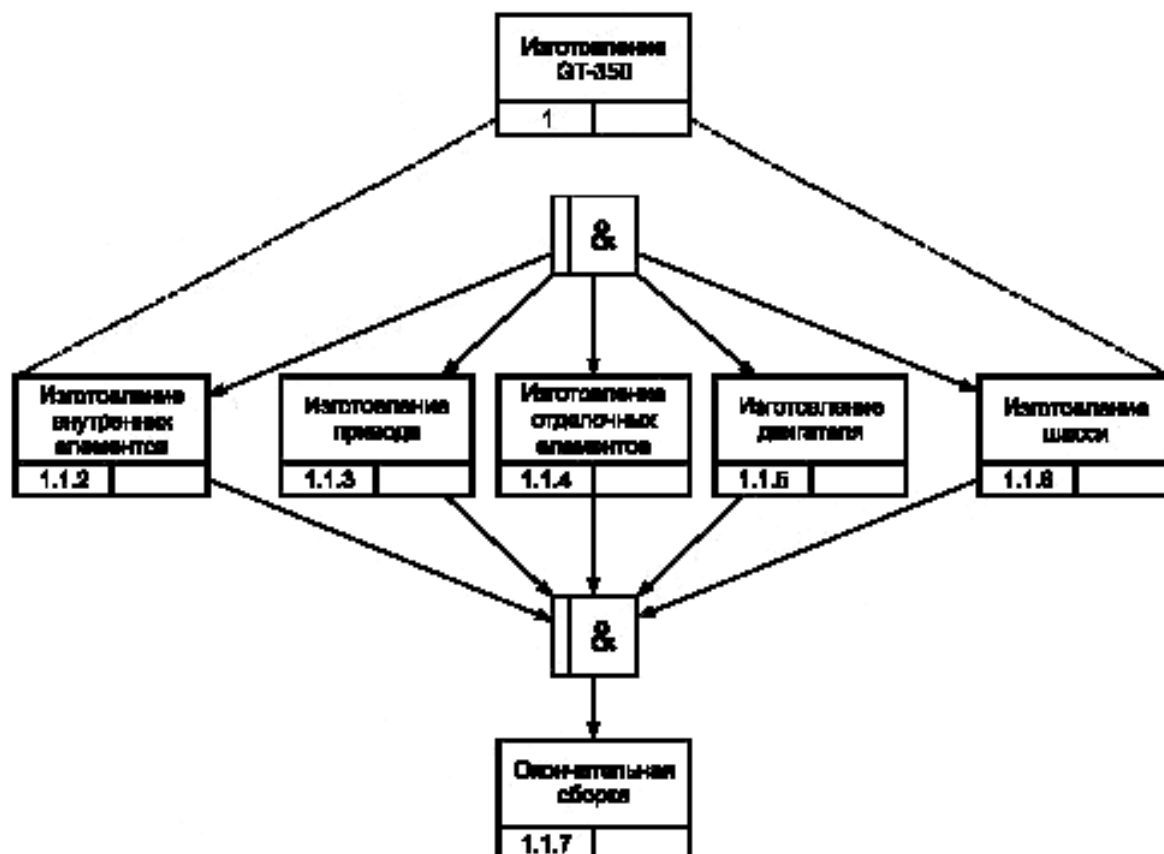 Изготовление
GT-350
1
&
Изготовление
внутренних
элементов
1.1.2
Изготовление
привода
1.1.3
Изготовление
отделочных
элементов
1.1.4
Изготовление
двигателя
1.1.5
Изготовление
шасси
1.1.6
&
Окончательная
сборка
1.1.7